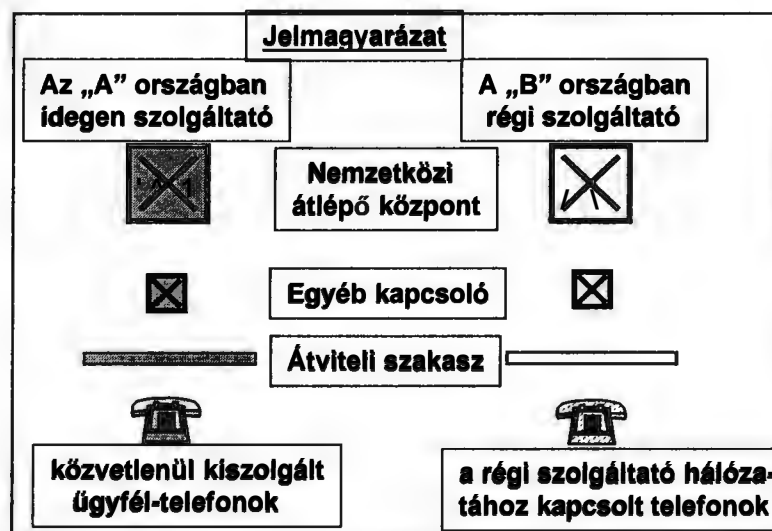 Jelmagyarázat
Az „A” országban
idegen szolgáltató
A „B” országban
régi szolgáltató
Nemzetközi
átlépő központ
Egyéb kapcsoló
Átviteli szakasz
közvetlenül kiszolgált
ügyfél-telefonok
a régi szolgáltató hálóza-
tához kapcsolt telefonok